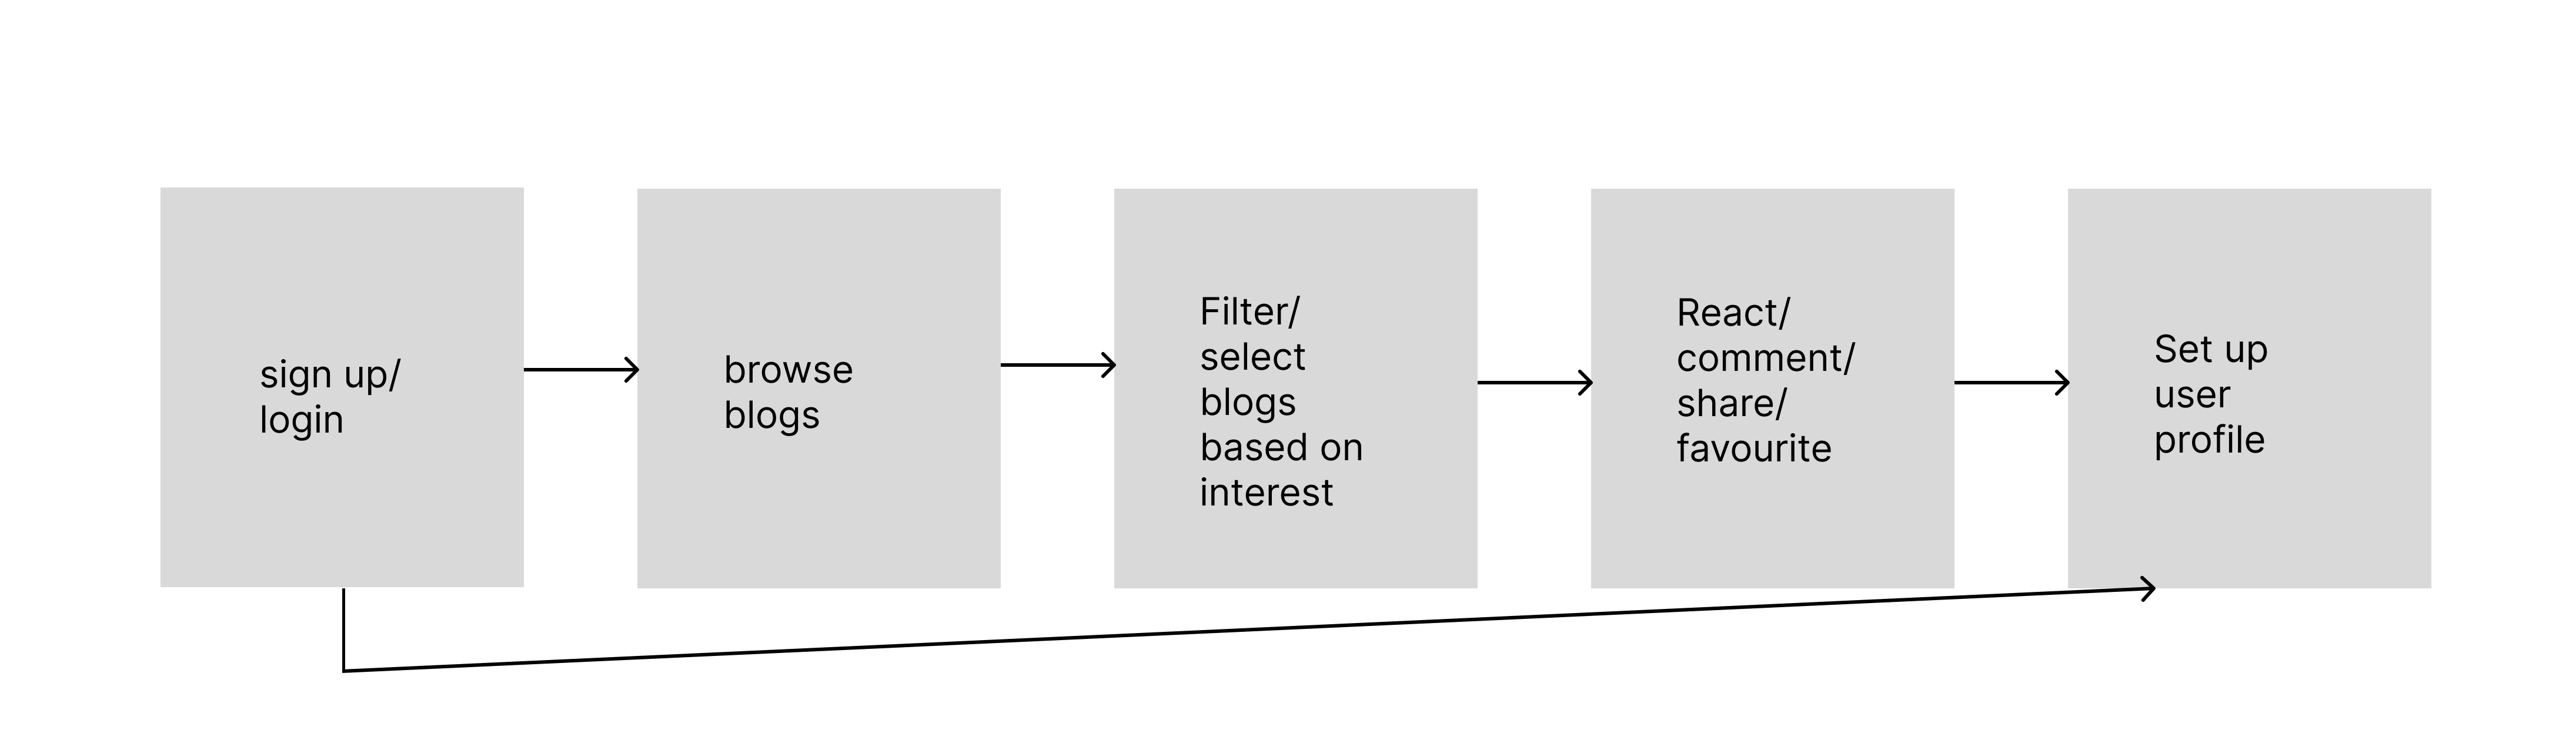 sign up/
login
browse
blogs
Filter/
select
blogs
based on
interest
React/
comment/
share/
favourite
Set up
user
profile